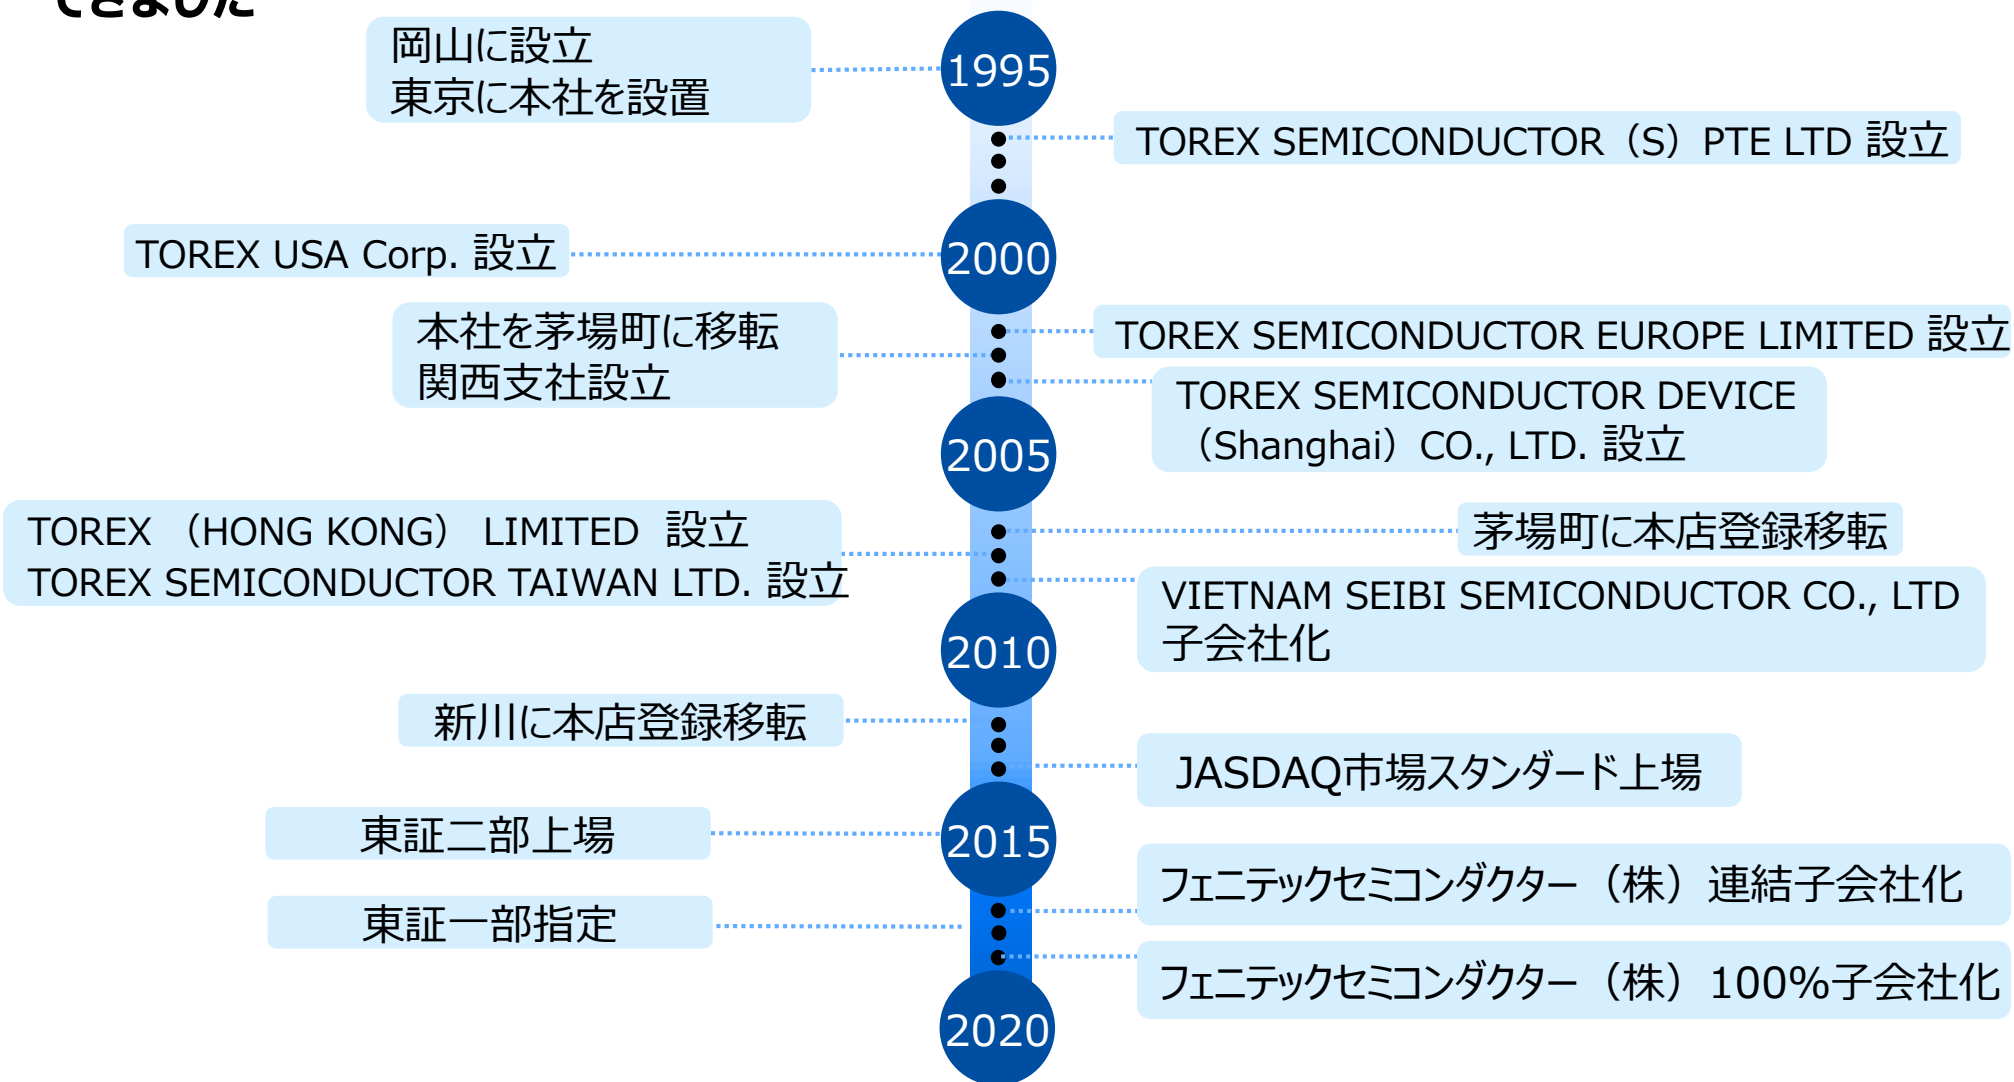 てきました
岡山に設立
東京に本社を設置
1995
TOREX SEMICONDUCTOR（S）PTE LTD 設立
TOREX USA Corp. 設立
2000
本社を茅場町に移転
関西支社設立
TOREX SEMICONDUCTOR EUROPE LIMITED 設立
TOREX SEMICONDUCTOR DEVICE
（Shanghai）CO., LTD. 設立
2005
TOREX （HONG KONG） LIMITED 設立
TOREX SEMICONDUCTOR TAIWAN LTD. 設立
茅場町に本店登録移転
VIETNAM SEIBI SEMICONDUCTOR CO., LTD
子会社化
2010
新川に本店登録移転
JASDAQ市場スタンダード上場
東証二部上場
2015
フェニテックセミコンダクター（株）連結子会社化
東証一部指定
フェニテックセミコンダクター（株）100%子会社化
2020